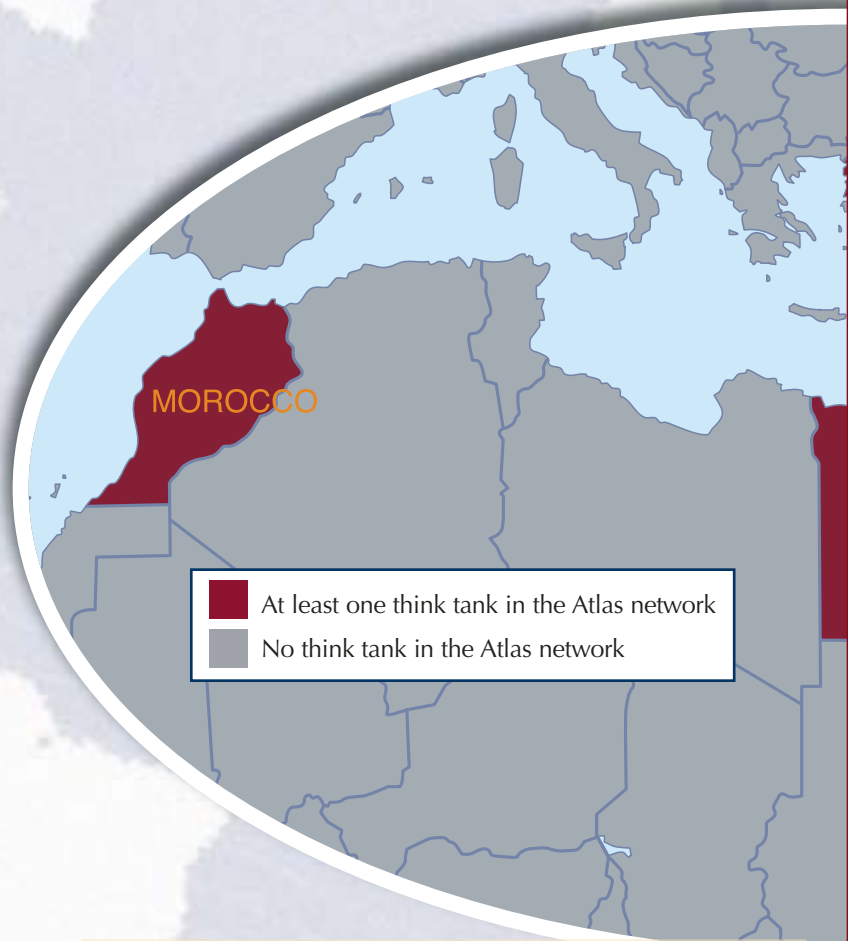 MOROCCO
At least one think tank in the Atlas network
No think tank in the Atlas network